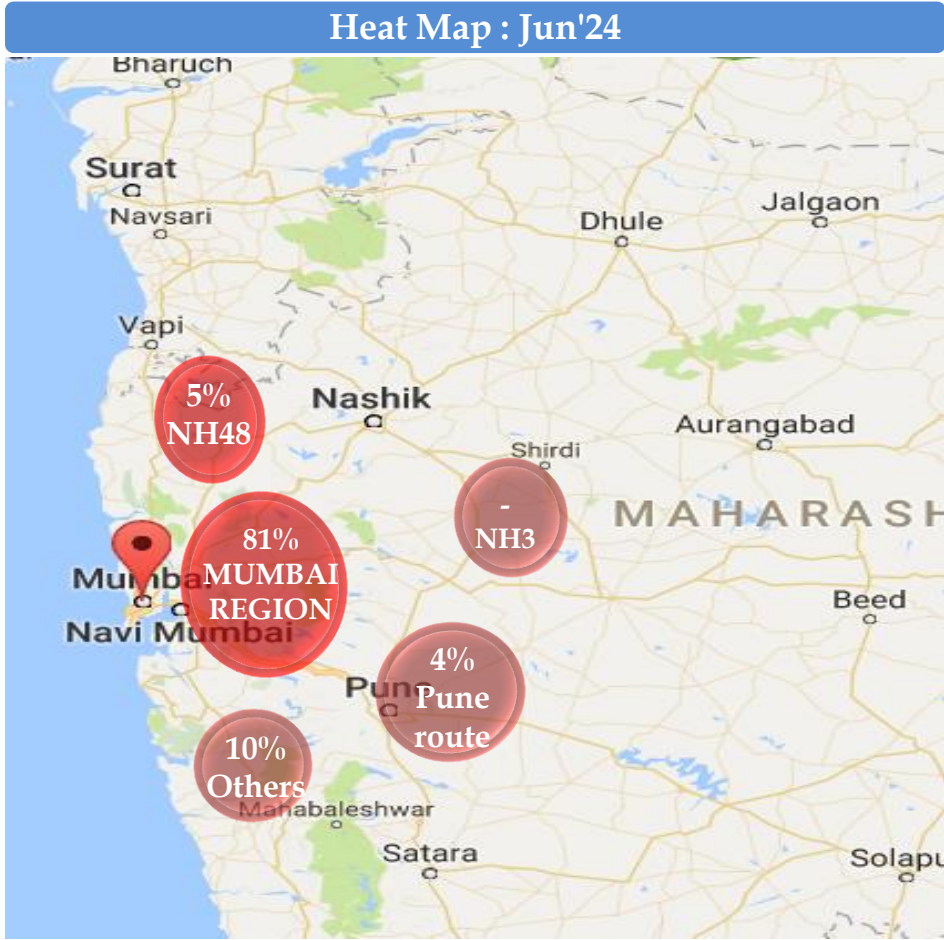 Heat Map : Jun'24
Bharuch
Surat
Navsari
Dhule
Jalgaon
Vapi
5%
NH48
Nashik
Aurangabad
Shirdi
-
NH3
MAHARASH
81%
MUMBAI
REGION
Mumbai
Navi Mumbai
Beed
4%
Pune
route
Pune
10%
Others
Mahabaleshwar
Satara
Solapu